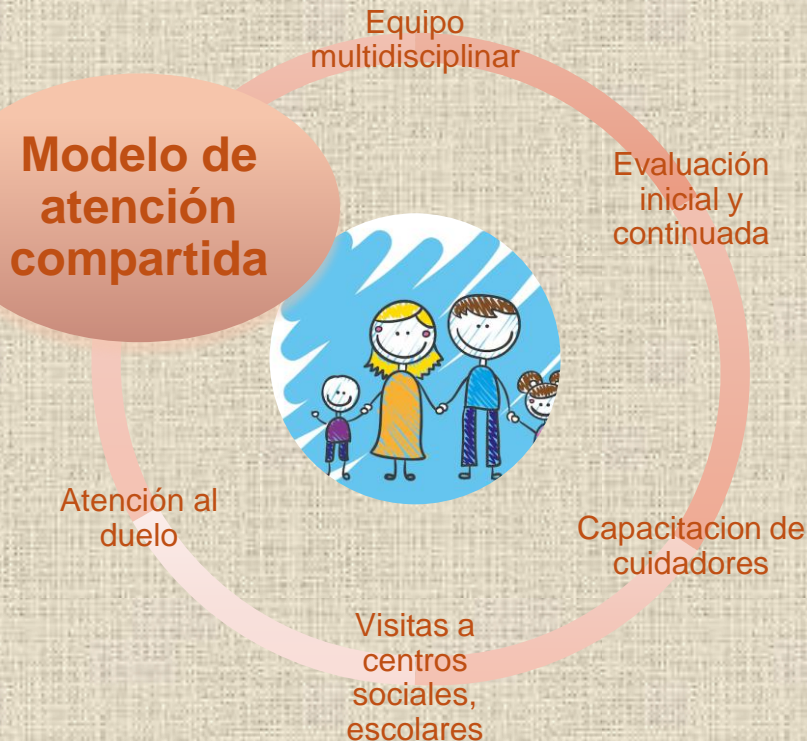 Equipo
multidisciplinar
Modelo de
atención
compartida
Evaluación
inicial y
continuada
Atención al
duelo
Capacitacion de
cuidadores
Visitas a
centros
sociales,
escolares